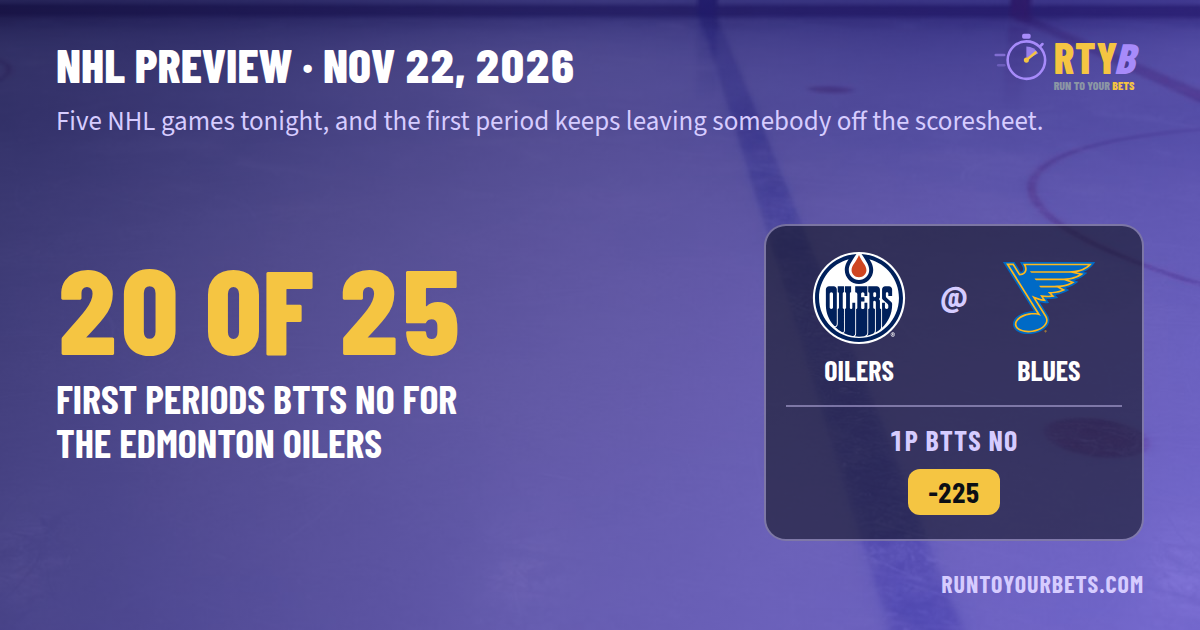 NHL PREVIEW · NOV 22, 2026
RTYB
RUN TO YOUR BETS
Five NHL games tonight, and the first period keeps leaving somebody off the scoresheet.
20 OF 25
FIRST PERIODS BTTS NO FOR
THE EDMONTON OILERS
OILERS
@
OILERS
BLUES
1P BTTS NO
-225
RUNTOYOURBETS.COM